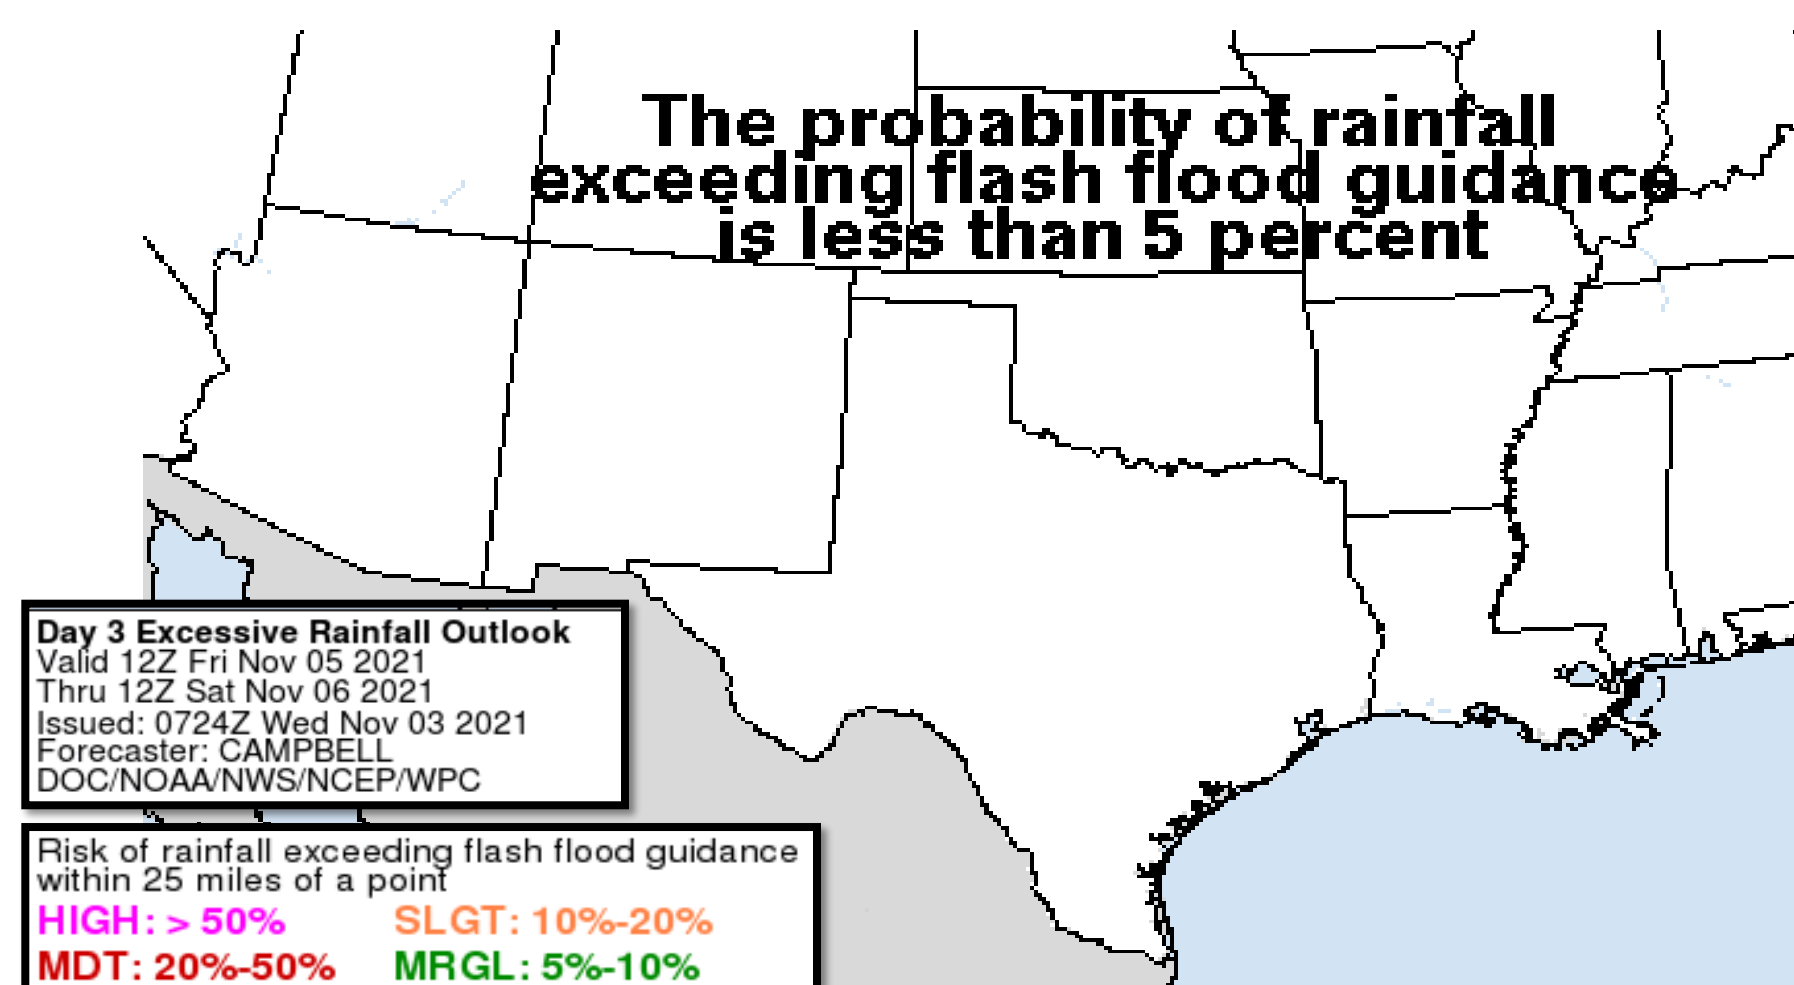 The probability of rainfall
exceeding flash flood guidance
is less than 5 percent
Day 3 Excessive Rainfall Outlook
Valid 12Z Fri Nov 05 2021
Thru 12Z Sat Nov 06 2021
Issued: 0724Z Wed Nov 03 2021
Forecaster: CAMPBELL
DOC/NOAA/NWS/NCEP/WPC
Risk of rainfall exceeding flash flood guidance
within 25 miles of a point
HIGH: > 50% SLGT: 10%-20%
MDT: 20%-50% MRGL: 5%-10%